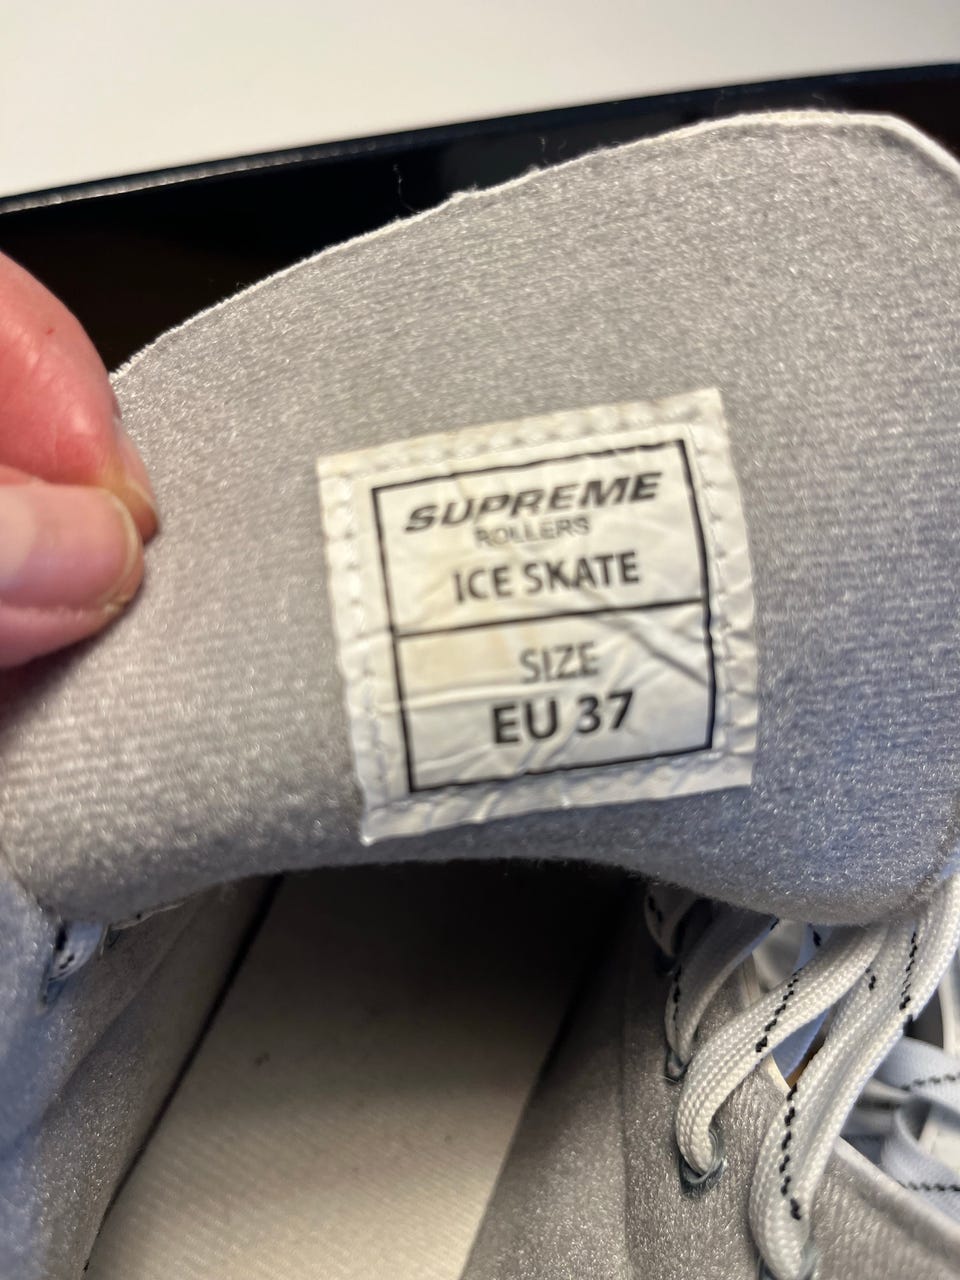 SUPREME
ROLLERS
ICE SKATE
SIZE
EU 37